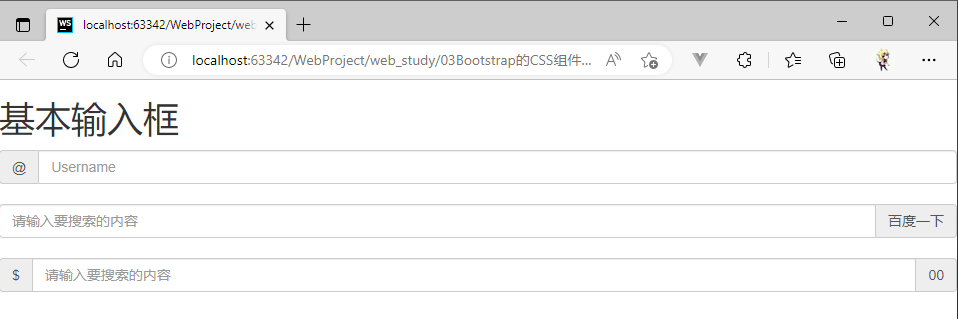 WS localhost:63342/WebProject/web
localhost:63342/WebProject/web_study/03Bootstrap的CSS组件...
基本输入框
@ Username
请输入要搜索的内容 百度一下
$ 请输入要搜索的内容 00